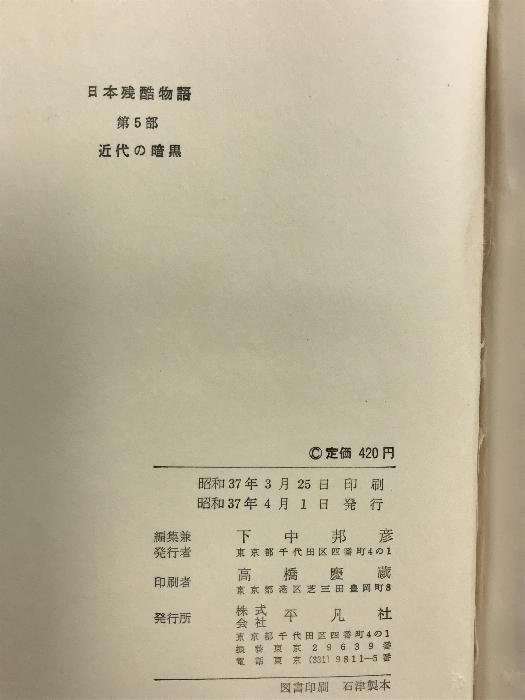 日本残酷物語
第5部
近代の暗黒
©定価 420円
昭和37年3月25日 印刷
昭和37年4月1日 発行
編集兼
発行者 下中邦彦
東京都千代田区四番町4の1
印刷者 高橋慶蔵
東京都港区芝三田豊岡町8
発行所 株式会社 平凡社
東京都千代田区四番町4の1
振替東京 29639番
電話東京 (331) 9811—5番
図書印刷 石津製本